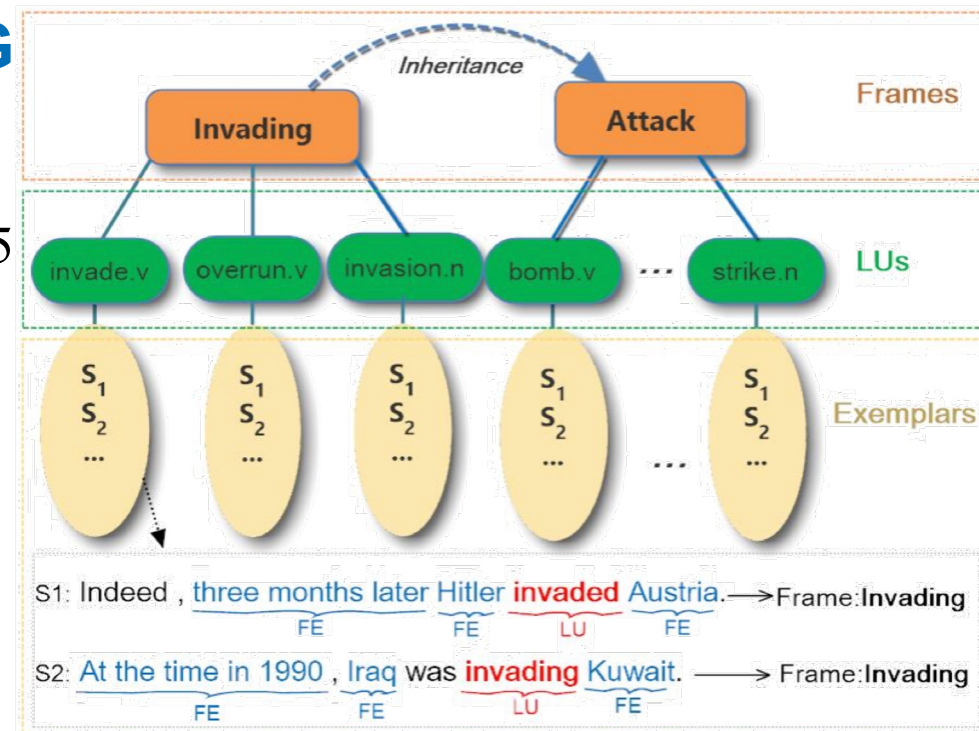 G
Inheritance
Frames
Invading
Attack
5
invade.v overrun.v invasion.n bomb.v ... strike.n LUs
S1 S1 S1 S1 S1
S2 S2 S2 S2 S2
... ... ... ... ... ...
Exemplars
S1: Indeed , three months later Hitler invaded Austria. Frame:Invading
FE FE LU FE
S2: At the time in 1990 , Iraq was invading Kuwait. Frame:Invading
FE FE LU FE